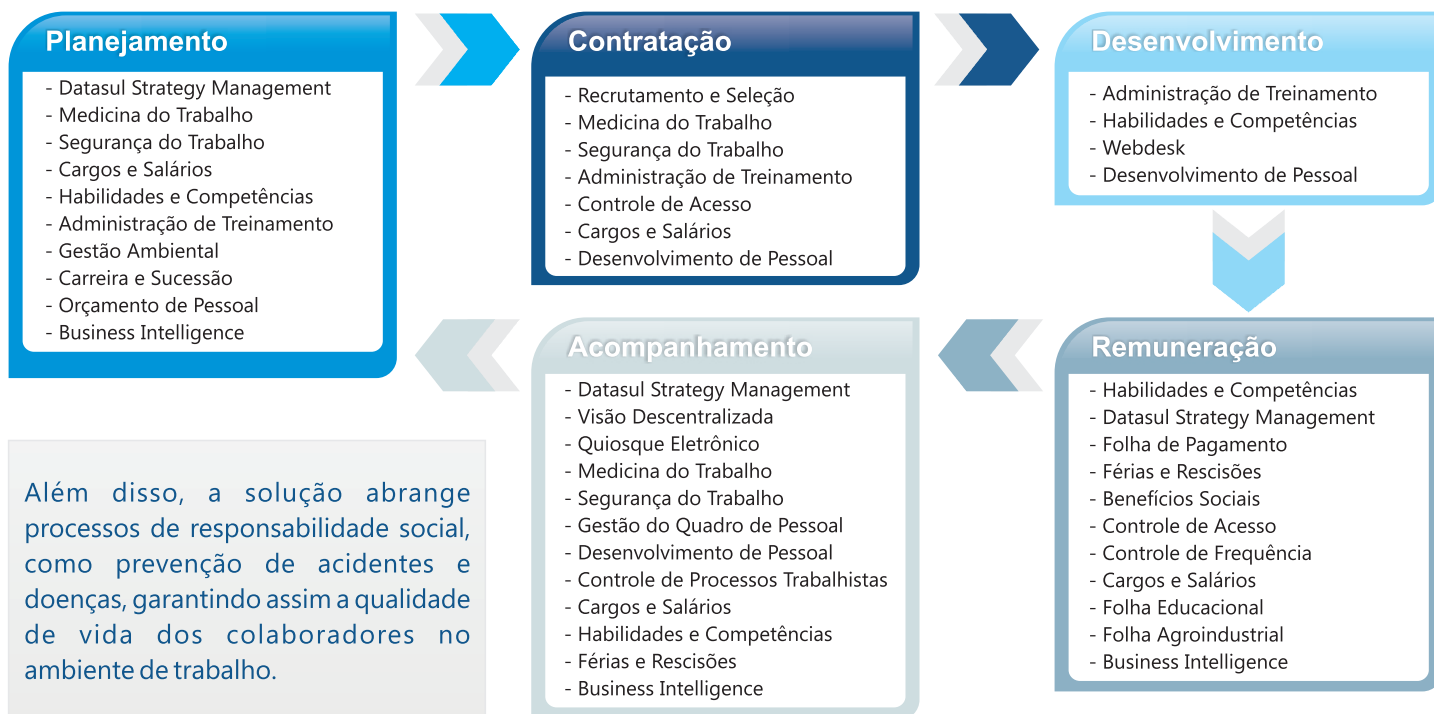 Planejamento
- Datasul Strategy Management
- Medicina do Trabalho
- Segurança do Trabalho
- Cargos e Salários
- Habilidades e Competências
- Administração de Treinamento
- Gestão Ambiental
- Carreira e Sucessão
- Orçamento de Pessoal
- Business Intelligence
Contratação
- Recrutamento e Seleção
- Medicina do Trabalho
- Segurança do Trabalho
- Administração de Treinamento
- Controle de Acesso
- Cargos e Salários
- Desenvolvimento de Pessoal
Desenvolvimento
- Administração de Treinamento
- Habilidades e Competências
- Webdesk
- Desenvolvimento de Pessoal
Remuneração
- Habilidades e Competências
- Datasul Strategy Management
- Folha de Pagamento
- Férias e Rescisões
- Benefícios Sociais
- Controle de Acesso
- Controle de Frequência
- Cargos e Salários
- Folha Educacional
- Folha Agroindustrial
- Business Intelligence
Acompanhamento
- Datasul Strategy Management
- Visão Descentralizada
- Quiosque Eletrônico
- Medicina do Trabalho
- Segurança do Trabalho
- Gestão do Quadro de Pessoal
- Desenvolvimento de Pessoal
- Controle de Processos Trabalhistas
- Cargos e Salários
- Habilidades e Competências
- Férias e Rescisões
- Business Intelligence
Além disso, a solução abrange
processos de responsabilidade social,
como prevenção de acidentes e
doenças, garantindo assim a qualidade
de vida dos colaboradores no
ambiente de trabalho.